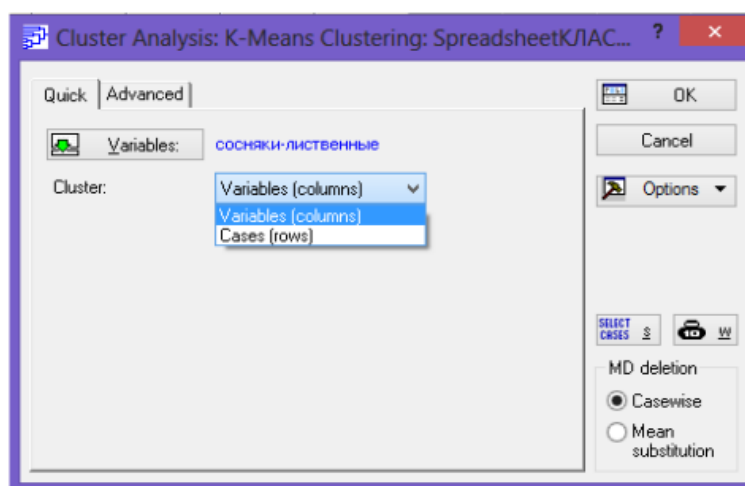 Cluster Analysis: K-Means Clustering: SpreadsheetКЛАС... ? ×
Quick Advanced
Variables: сосняки-лиственные
Cluster: Variables (columns)
Variables (columns)
Cases (rows)
OK
Cancel
Options
SELECT CASES S W
MD deletion
Casewise
Mean
substitution